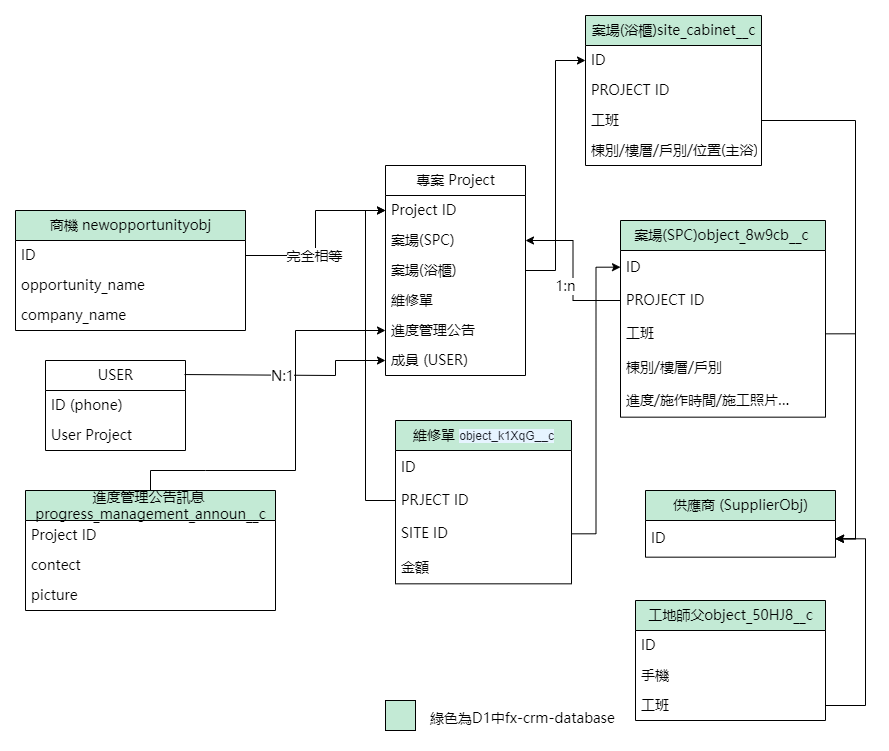 案場(浴櫃)site_cabinet__c
ID
PROJECT ID
工班
棟別/樓層/戶別/位置(主浴)
專案 Project
Project ID
案場(SPC)
案場(浴櫃)
維修單
進度管理公告
成員 (USER)
商機 newopportunityobj
ID
opportunity_name
company_name
完全相等
案場(SPC)object_8w9cb__c
ID
PROJECT ID
工班
棟別/樓層/戶別
進度/施作時間/施工照片...
1:n
USER
ID (phone)
User Project
N:1
維修單 object_k1XqG__c
ID
PRJECT ID
SITE ID
金額
進度管理公告訊息
progress_management_announ__c
Project ID
contect
picture
供應商 (SupplierObj)
ID
工地師父object_50HJ8__c
ID
手機
工班
綠色為D1中fx-crm-database